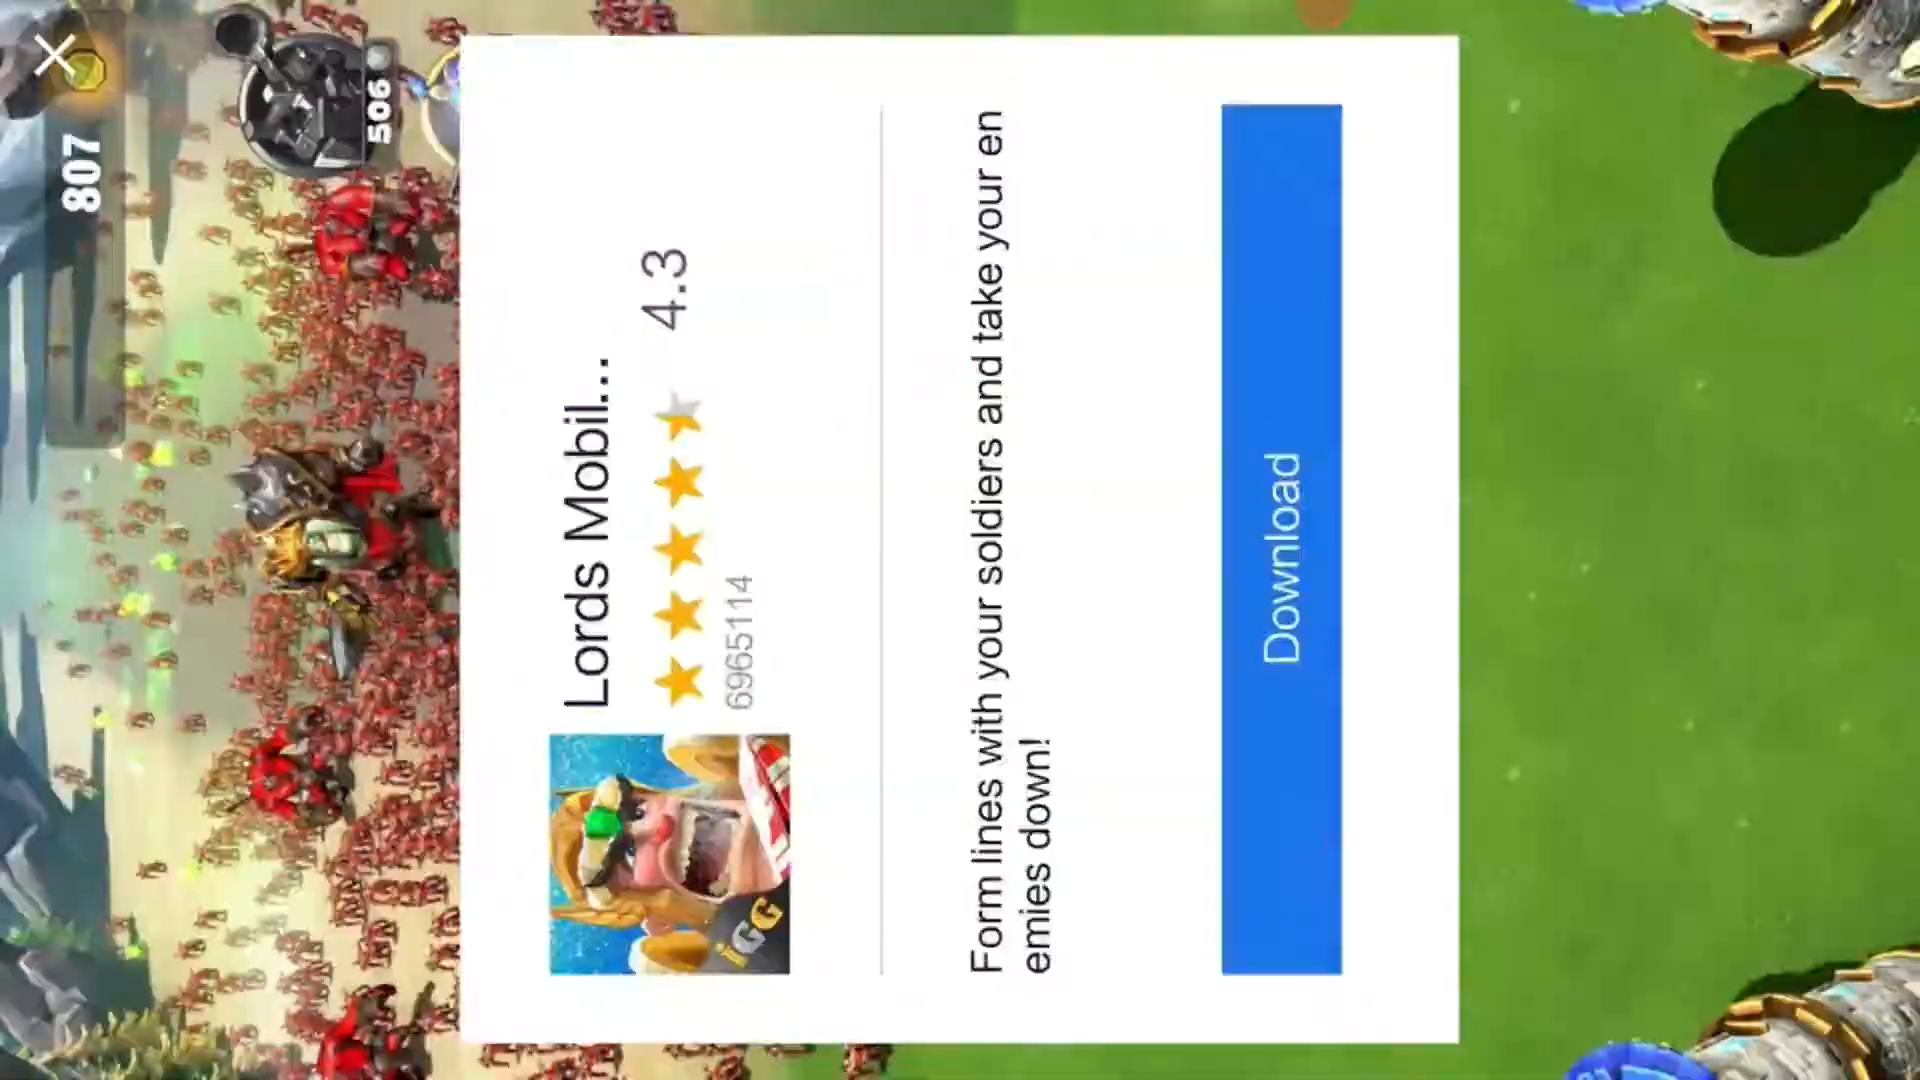 807
506
Lords Mobil...
4.3
6965114
IGG
Form lines with your soldiers and take your en
emies down!
Download